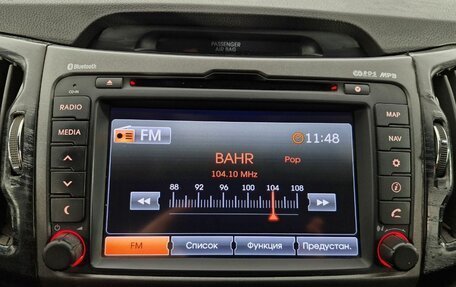 PASSENGER
AIR BAG
Bluetooth
MP3
CD-IN
RADIO
MAP
MEDIA
NAV
FM
11:48
BAHR
Pop
104.10 MHz
88 92 96 100 104 108
FM
Список
Функция
Предустан.